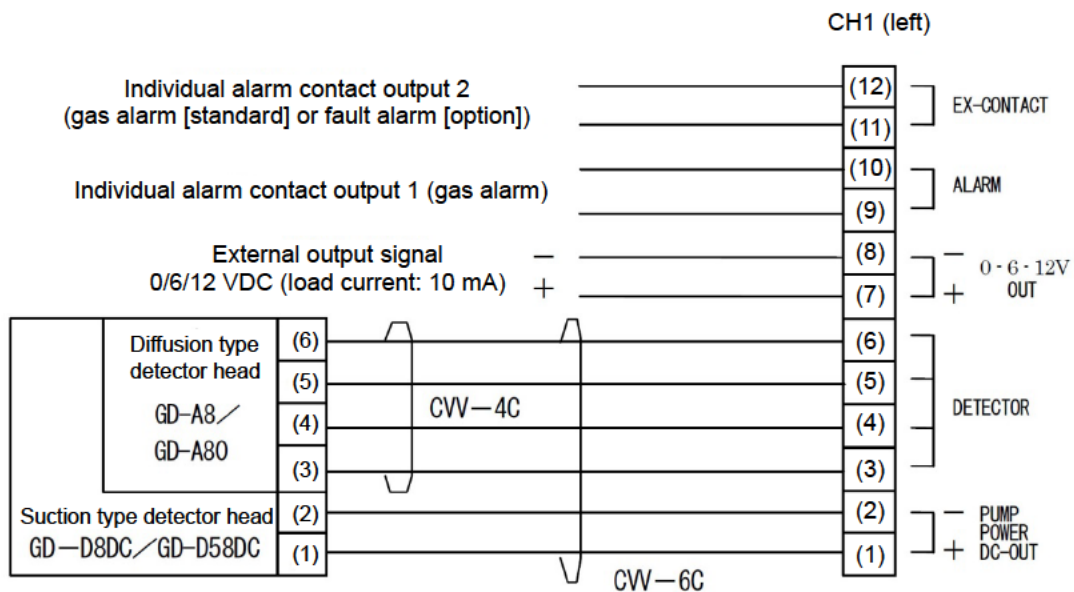 CH1 (left)
Individual alarm contact output 2
(gas alarm [standard] or fault alarm [option])
(12)
(11)
EX-CONTACT
Individual alarm contact output 1 (gas alarm)
(10)
(9)
ALARM
External output signal −
0/6/12 VDC (load current: 10 mA) +
(8)
(7)
−
+
0-6-12V
OUT
Diffusion type
detector head
GD-A8/
GD-A80
(6)
(5)
(4)
(3)
CVV-4C
(6)
(5)
(4)
(3)
DETECTOR
Suction type detector head
GD-D8DC/GD-D58DC
(2)
(1)
CVV-6C
(2)
(1)
−
+
PUMP
POWER
DC-OUT